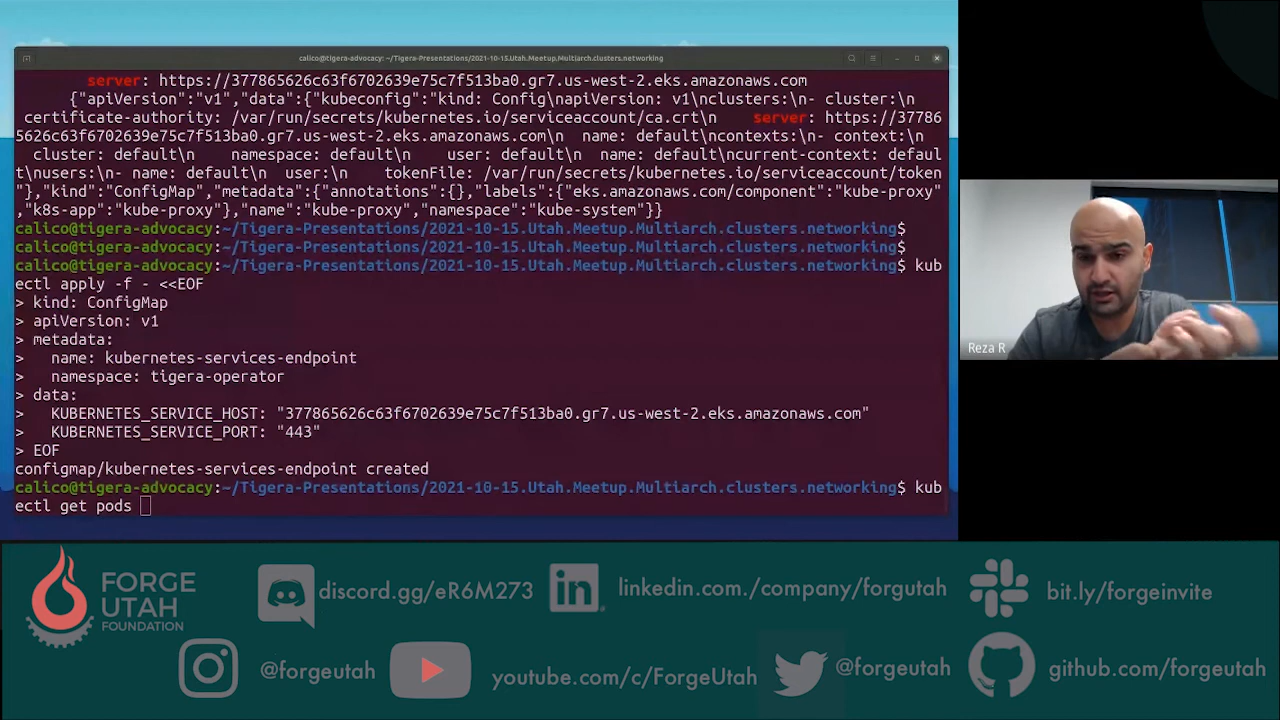 calico@tigera-advocacy: ~/Tigera-Presentations/2021-10-15.Utah.Meetup.Multiarch.clusters.networking
server: https://377865626c63f6702639e75c7f513ba0.gr7.us-west-2.eks.amazonaws.com
{"apiVersion":"v1","data":{"kubeconfig":"kind: Config\napiVersion: v1\nclusters:\n- cluster:\n
certificate-authority: /var/run/secrets/kubernetes.io/serviceaccount/ca.crt\n    server: https://37786
5626c63f6702639e75c7f513ba0.gr7.us-west-2.eks.amazonaws.com\n  name: default\ncontexts:\n- context:\n
cluster: default\n    namespace: default\n    user: default\n  name: default\ncurrent-context: defaul
t\nusers:\n- name: default\n  user:\n    tokenFile: /var/run/secrets/kubernetes.io/serviceaccount/token
"},"kind":"ConfigMap","metadata":{"annotations":{},"labels":{"eks.amazonaws.com/component":"kube-proxy"
,"k8s-app":"kube-proxy"},"name":"kube-proxy","namespace":"kube-system"}}
calico@tigera-advocacy:~/Tigera-Presentations/2021-10-15.Utah.Meetup.Multiarch.clusters.networking$
calico@tigera-advocacy:~/Tigera-Presentations/2021-10-15.Utah.Meetup.Multiarch.clusters.networking$
calico@tigera-advocacy:~/Tigera-Presentations/2021-10-15.Utah.Meetup.Multiarch.clusters.networking$ kub
ectl apply -f - <<EOF
> kind: ConfigMap
> apiVersion: v1
> metadata:
>   name: kubernetes-services-endpoint
>   namespace: tigera-operator
> data:
>   KUBERNETES_SERVICE_HOST: "377865626c63f6702639e75c7f513ba0.gr7.us-west-2.eks.amazonaws.com"
>   KUBERNETES_SERVICE_PORT: "443"
> EOF
configmap/kubernetes-services-endpoint created
calico@tigera-advocacy:~/Tigera-Presentations/2021-10-15.Utah.Meetup.Multiarch.clusters.networking$ kub
ectl get pods
Reza R
FORGE
UTAH
FOUNDATION
discord.gg/eR6M273
in
linkedin.com./company/forgutah
bit.ly/forgeinvite
@forgeutah
youtube.com/c/ForgeUtah
@forgeutah
github.com/forgeutah